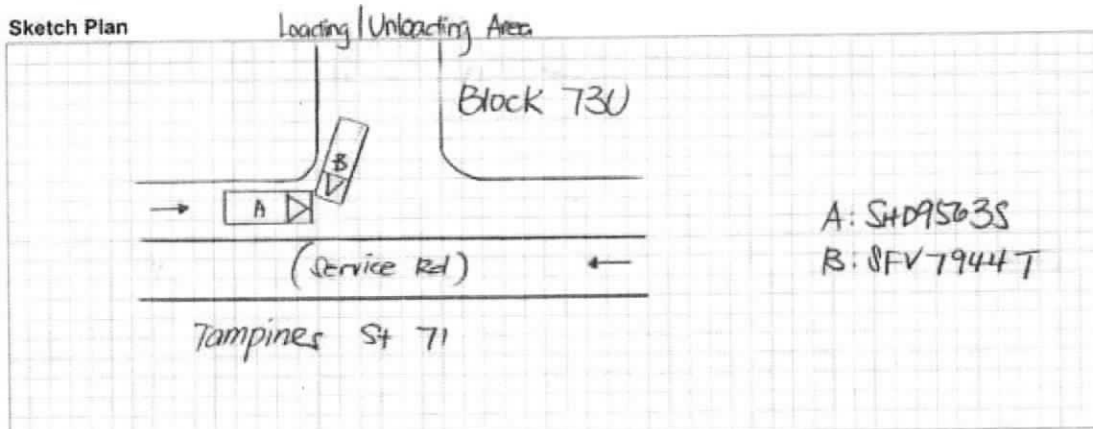 Sketch Plan
Loading | Unloading Area
Block 730
B
A
A: SHD9563S
B: SFV7944T
(Service Rd)
Tampines St 71